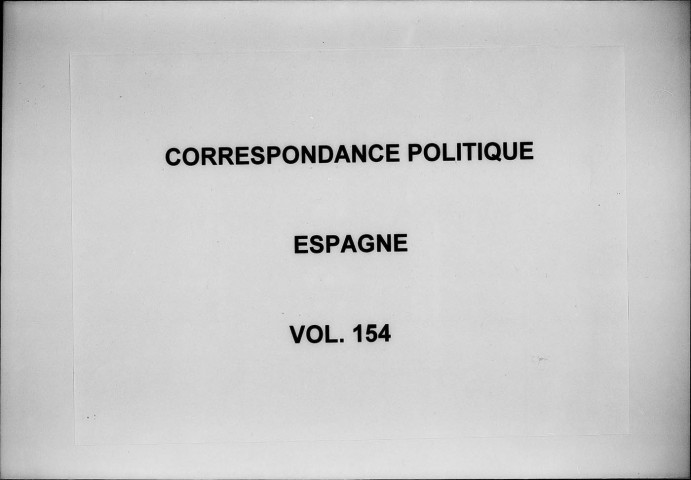 CORRESPONDANCE POLITIQUE
ESPAGNE
VOL. 154